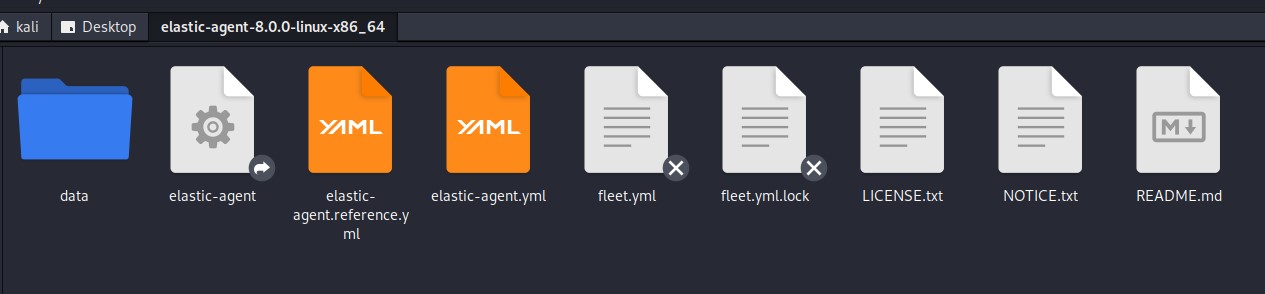 kali Desktop elastic-agent-8.0.0-linux-x86_64
YAML YAML M
data elastic-agent elastic- elastic-agent.yml fleet.yml fleet.yml.lock LICENSE.txt NOTICE.txt README.md
agent.reference.y
ml